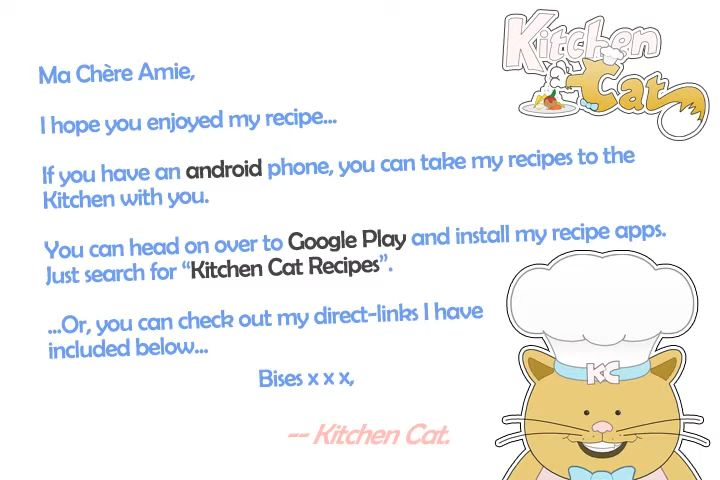 Kitchen
Cat
Ma Chère Amie,
I hope you enjoyed my recipe...
If you have an android phone, you can take my recipes to the
Kitchen with you.
You can head on over to Google Play and install my recipe apps.
Just search for “Kitchen Cat Recipes”.
...Or, you can check out my direct-links I have
included below...
Bises x x x,
-- Kitchen Cat.
KC